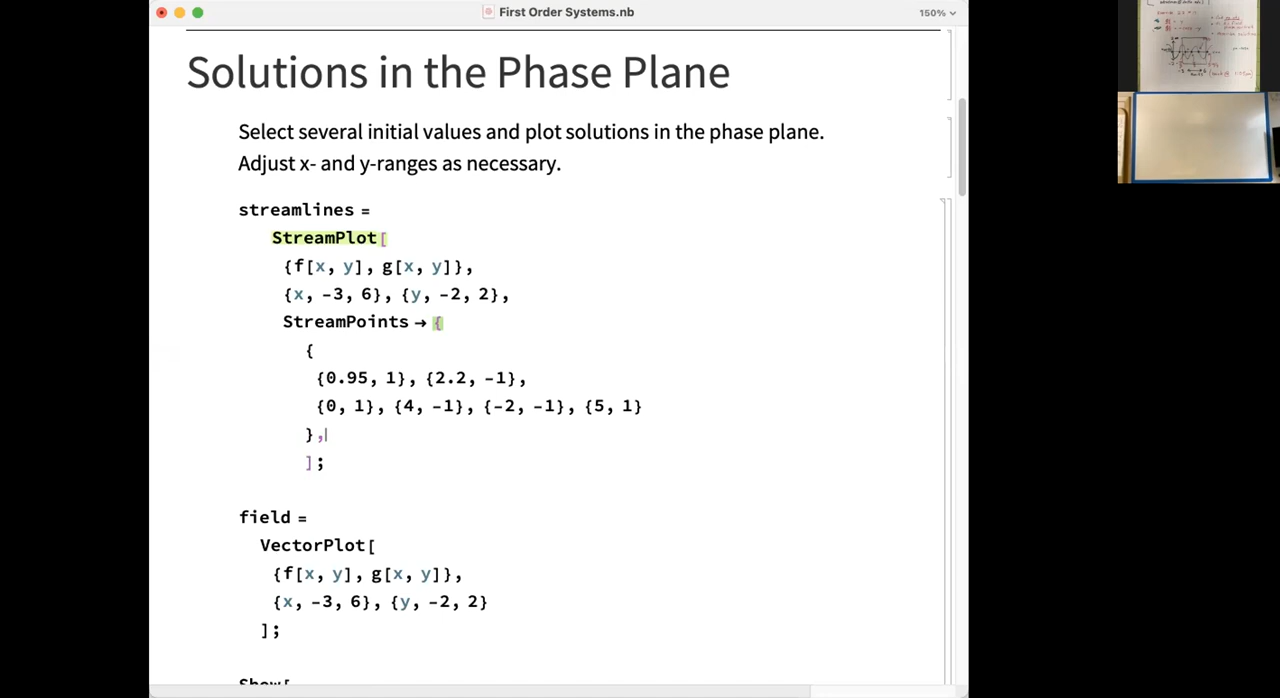 First Order Systems.nb
150%
Solutions in the Phase Plane
Select several initial values and plot solutions in the phase plane.
Adjust x- and y-ranges as necessary.
streamlines =
StreamPlot[
{f[x, y], g[x, y]},
{x, -3, 6}, {y, -2, 2},
StreamPoints → {
{
{0.95, 1}, {2.2, -1},
{0, 1}, {4, -1}, {-2, -1}, {5, 1}
},
];
field =
VectorPlot[
{f[x, y], g[x, y]},
{x, -3, 6}, {y, -2, 2}
];
Show[